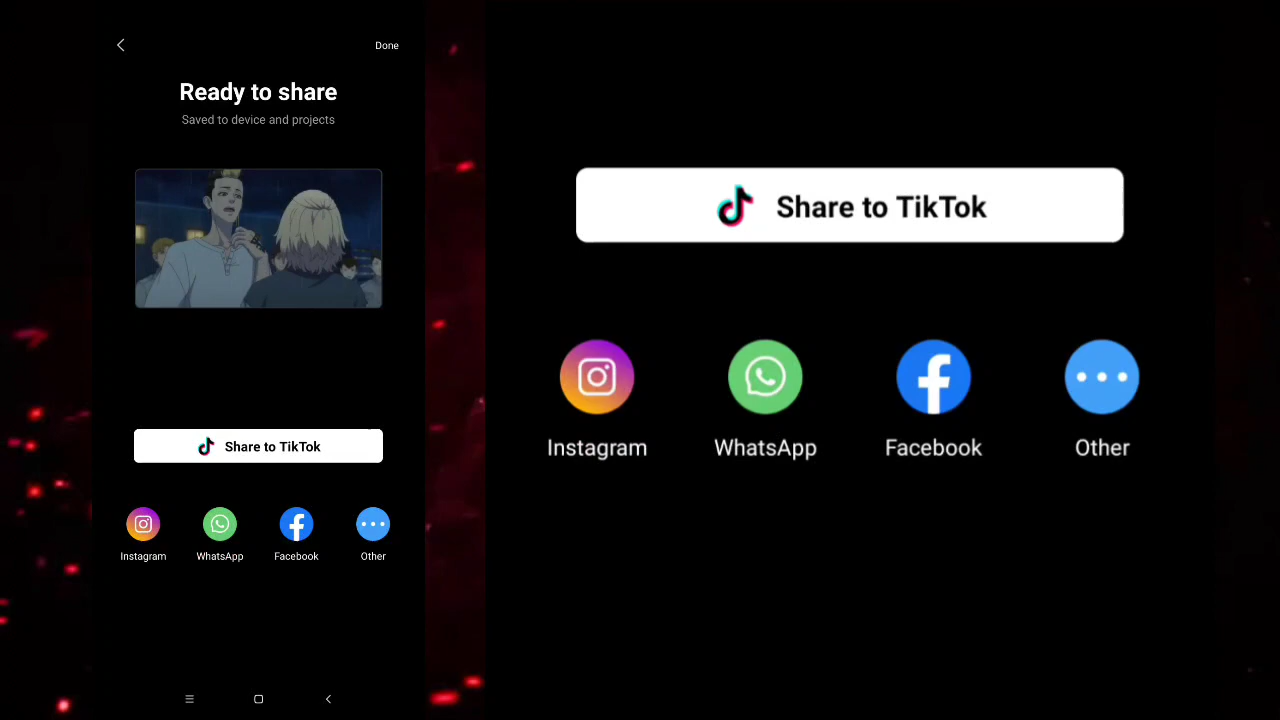 Done
Ready to share
Saved to device and projects
Share to TikTok
Instagram WhatsApp Facebook Other
Share to TikTok
Instagram WhatsApp Facebook Other